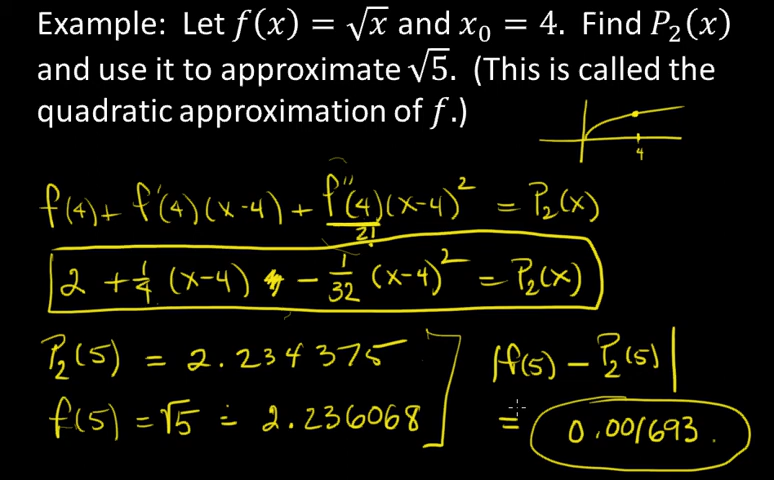 Example: Let f(x) = √x and x₀ = 4. Find P₂(x)
and use it to approximate √5. (This is called the
quadratic approximation of f.)
4
f(4) + f'(4)(x-4) + f''(4)/2! (x-4)² = P₂(x)
2 + 1/4 (x-4) - 1/32 (x-4)² = P₂(x)
P₂(5) = 2.234375
f(5) = √5 ≐ 2.236068
|f(5) - P₂(5)|
= 0.001693.